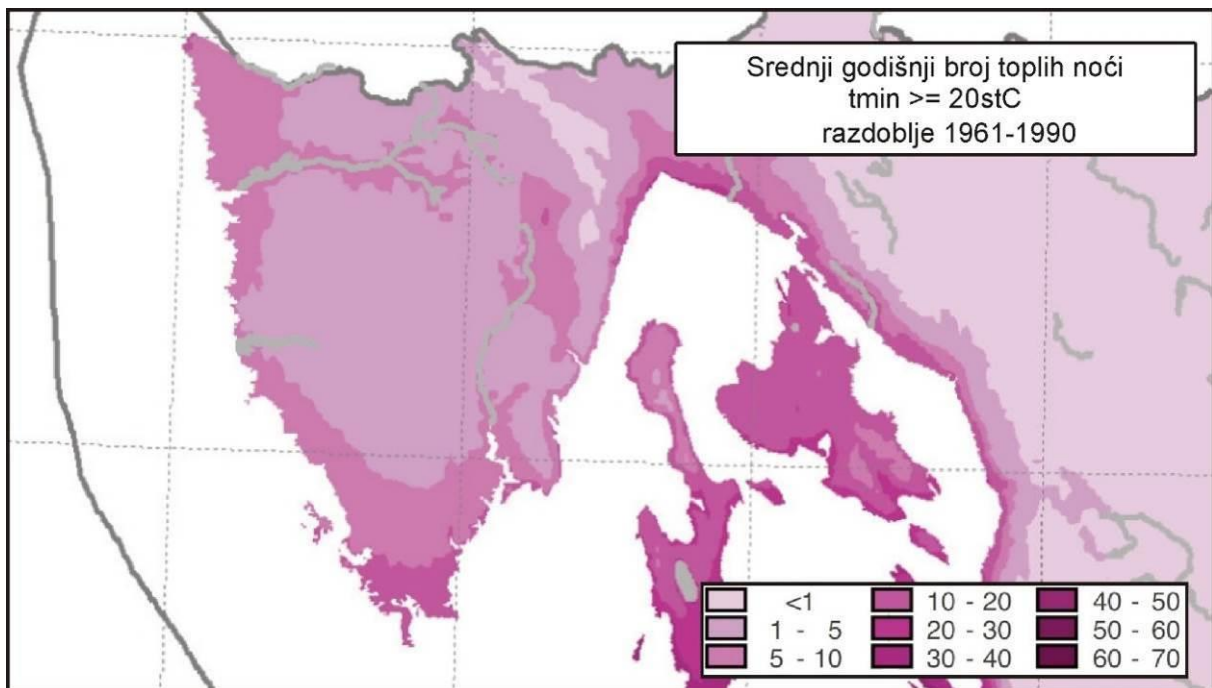 Srednji godišnji broj toplih noći
tmin >= 20stC
razdoblje 1961-1990
<1
1 - 5
5 - 10
10 - 20
20 - 30
30 - 40
40 - 50
50 - 60
60 - 70